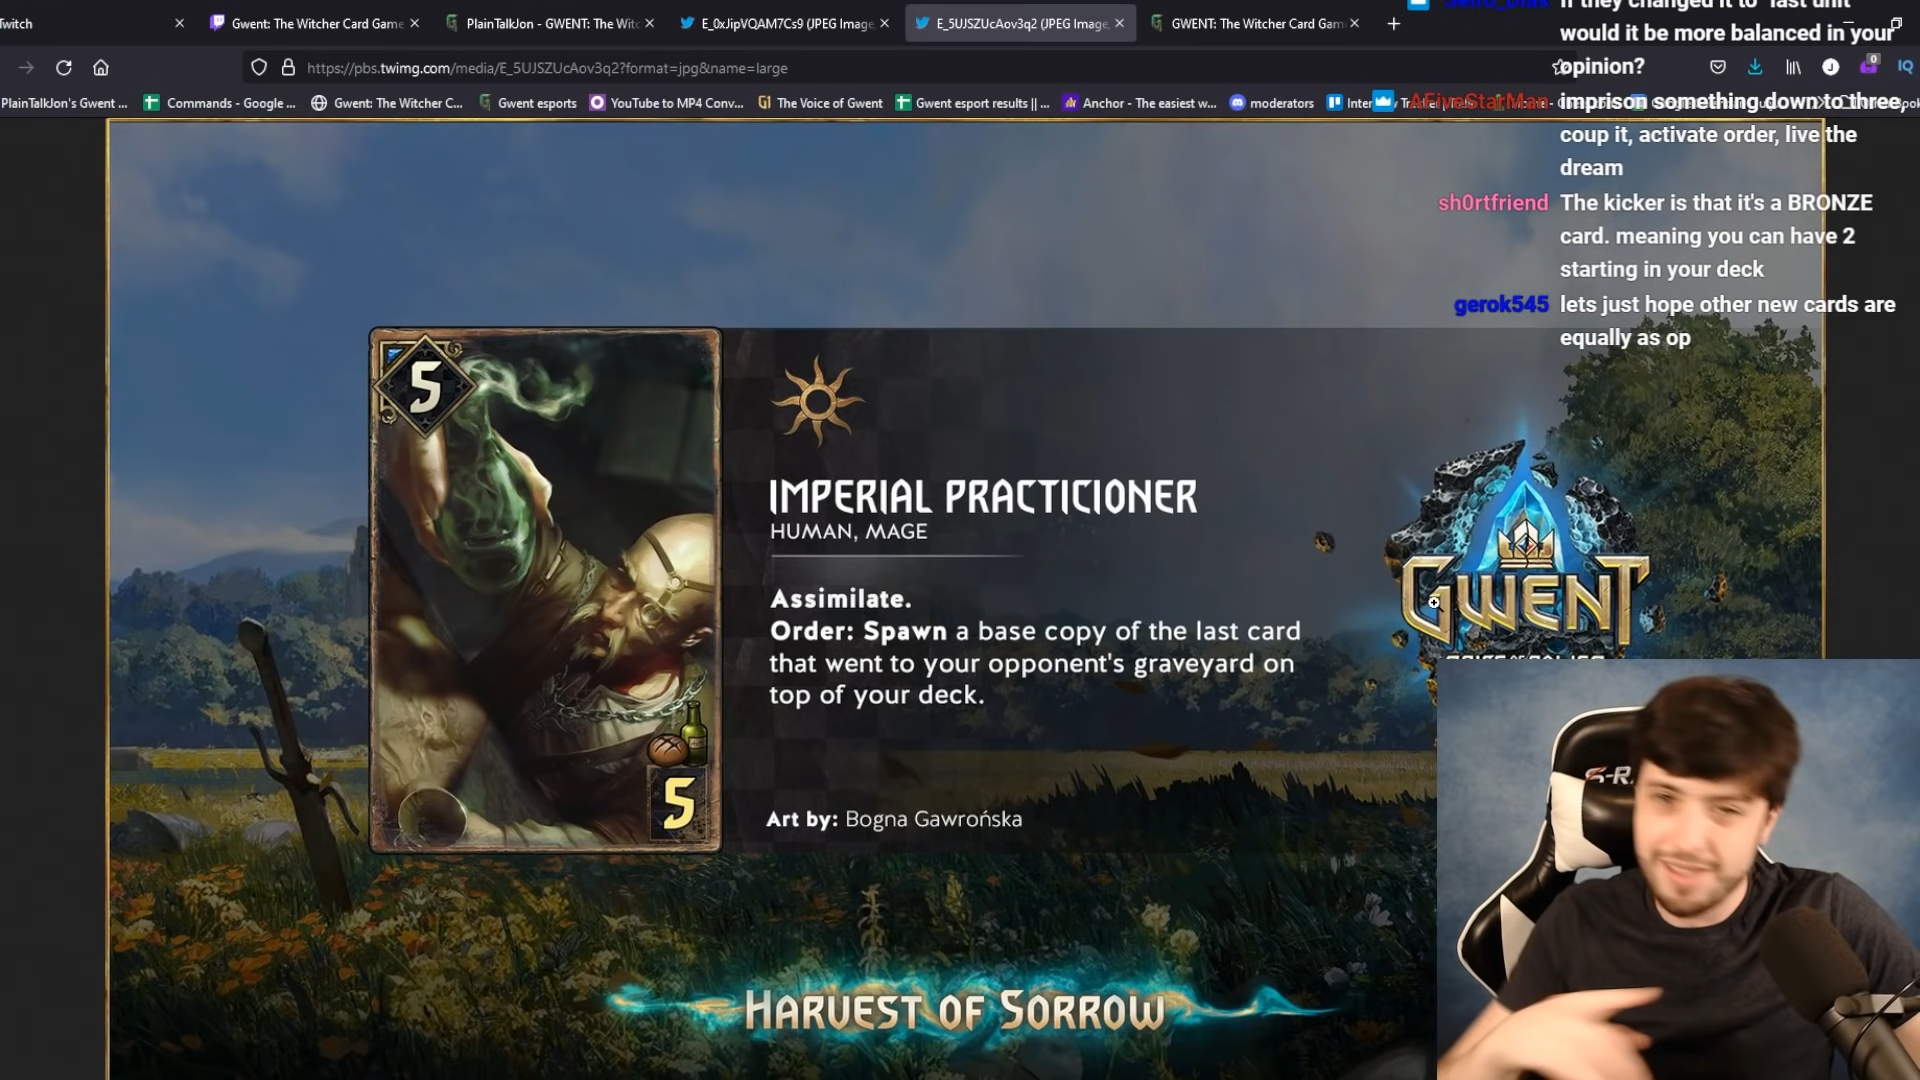 Twitch
Gwent: The Witcher Card Game
PlainTalkJon - GWENT: The Witc
E_0xJipVQAM7Cs9 (JPEG Image,
E_5UJSZUcAov3q2 (JPEG Image,
GWENT: The Witcher Card Gam
https://pbs.twimg.com/media/E_5UJSZUcAov3q2?format=jpg&name=large
0
IQ
PlainTalkJon's Gwent ...
Commands - Google ...
Gwent: The Witcher C...
Gwent esports
YouTube to MP4 Conv...
The Voice of Gwent
Gwent esport results || ...
Anchor - The easiest w...
moderators
would it be more balanced in your
opinion?
AFiveStarMan imprison something down to three,
coup it, activate order, live the
dream
sh0rtfriend The kicker is that it's a BRONZE
card. meaning you can have 2
starting in your deck
gerok545 lets just hope other new cards are
equally as op
5
IMPERIAL PRACTICIONER
HUMAN, MAGE
Assimilate.
Order: Spawn a base copy of the last card
that went to your opponent's graveyard on
top of your deck.
5
Art by: Bogna Gawrońska
GWENT
S-R
HARVEST OF SORROW